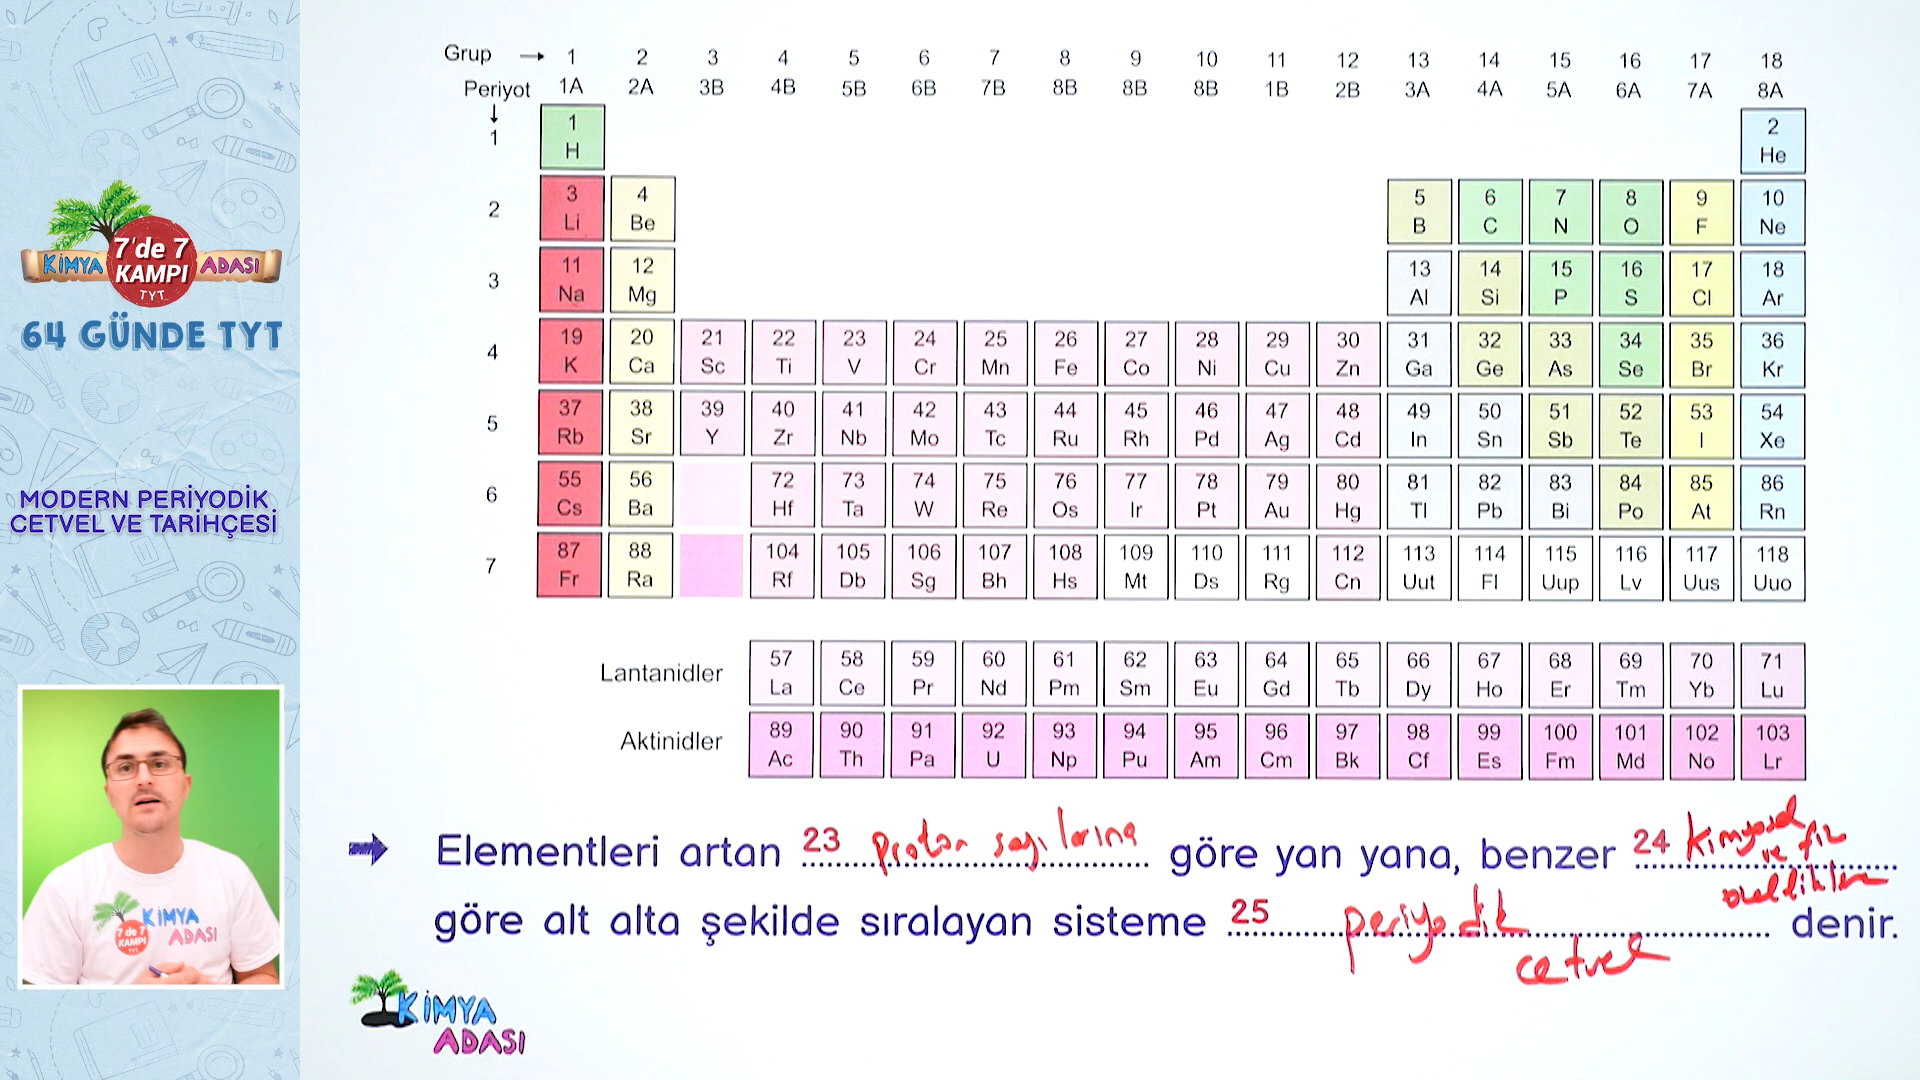 Grup → 1 2 3 4 5 6 7 8 9 10 11 12 13 14 15 16 17 18
Periyot 1A 2A 3B 4B 5B 6B 7B 8B 8B 8B 1B 2B 3A 4A 5A 6A 7A 8A
↓
1 1 2
H He
2 3 4 5 6 7 8 9 10
Li Be B C N O F Ne
3 11 12 13 14 15 16 17 18
Na Mg Al Si P S Cl Ar
4 19 20 21 22 23 24 25 26 27 28 29 30 31 32 33 34 35 36
K Ca Sc Ti V Cr Mn Fe Co Ni Cu Zn Ga Ge As Se Br Kr
5 37 38 39 40 41 42 43 44 45 46 47 48 49 50 51 52 53 54
Rb Sr Y Zr Nb Mo Tc Ru Rh Pd Ag Cd In Sn Sb Te I Xe
6 55 56 72 73 74 75 76 77 78 79 80 81 82 83 84 85 86
Cs Ba Hf Ta W Re Os Ir Pt Au Hg Tl Pb Bi Po At Rn
7 87 88 104 105 106 107 108 109 110 111 112 113 114 115 116 117 118
Fr Ra Rf Db Sg Bh Hs Mt Ds Rg Cn Uut Fl Uup Lv Uus Uuo
Lantanidler 57 58 59 60 61 62 63 64 65 66 67 68 69 70 71
La Ce Pr Nd Pm Sm Eu Gd Tb Dy Ho Er Tm Yb Lu
Aktinidler 89 90 91 92 93 94 95 96 97 98 99 100 101 102 103
Ac Th Pa U Np Pu Am Cm Bk Cf Es Fm Md No Lr
Elementleri artan 23 proton sayılarına göre yan yana, benzer 24 kimyasal
ve fiz
özellikler
göre alt alta şekilde sıralayan sisteme 25 periyodik denir.
cetvel
KİMYA
ADASI
7'de 7
KİMYA KAMPI ADASI
TYT
64 GÜNDE TYT
MODERN PERİYODİK
CETVEL VE TARİHÇESİ
KİMYA
7 de 7 ADASI
KAMPI